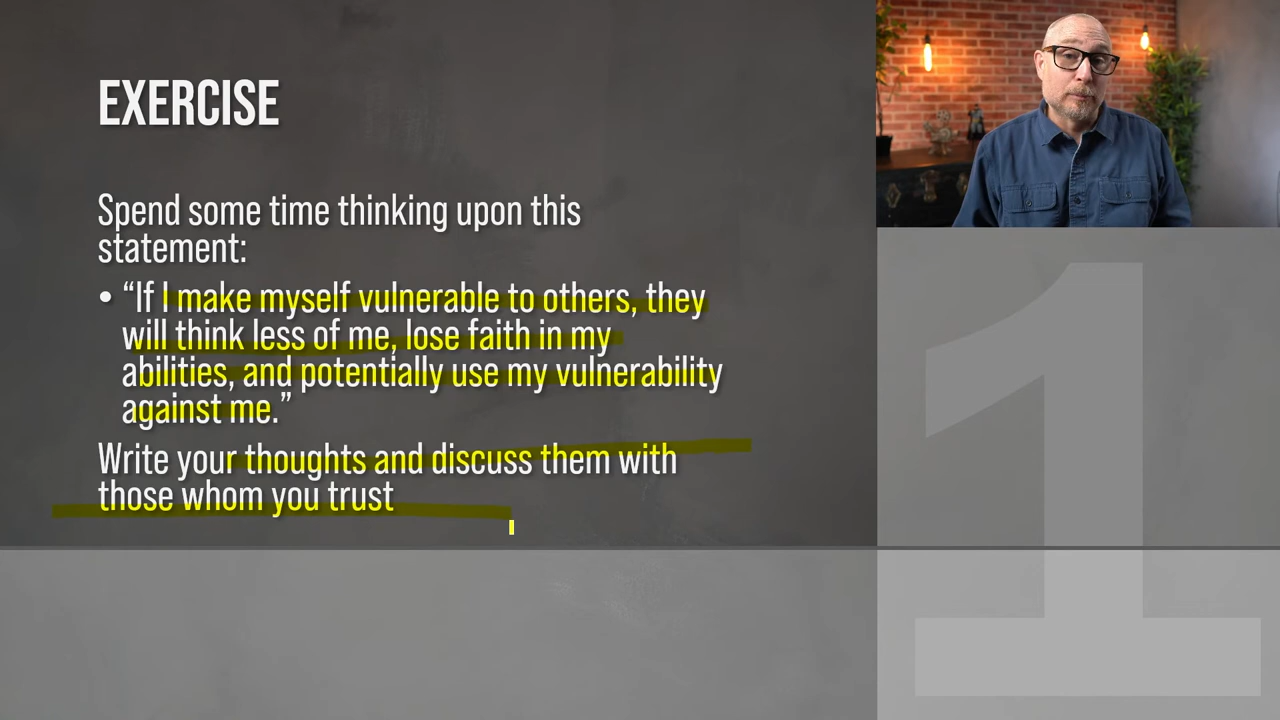 EXERCISE
Spend some time thinking upon this
statement:
• “If I make myself vulnerable to others, they
will think less of me, lose faith in my
abilities, and potentially use my vulnerability
against me.”
Write your thoughts and discuss them with
those whom you trust
1